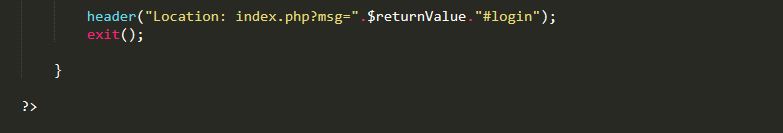 header("Location: index.php?msg=".$returnValue."#login");
exit();
}
?>